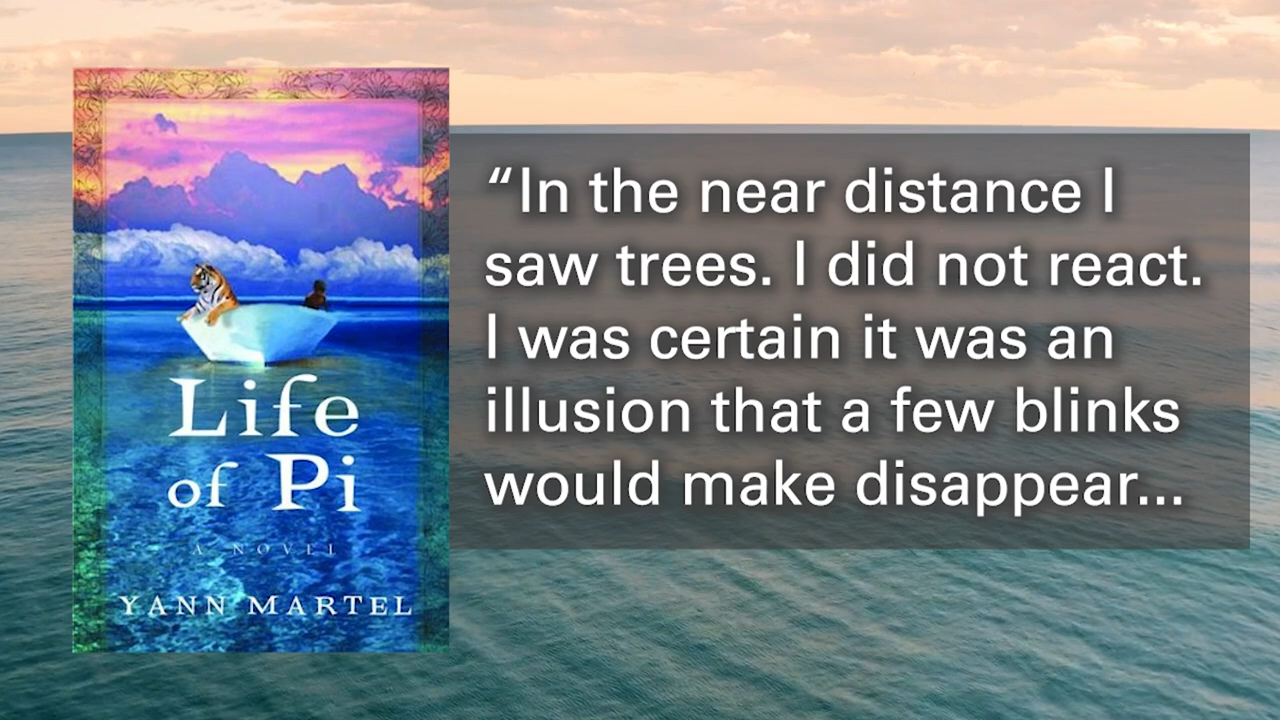 Life
of Pi
A NOVEL
YANN MARTEL
“In the near distance I
saw trees. I did not react.
I was certain it was an
illusion that a few blinks
would make disappear...